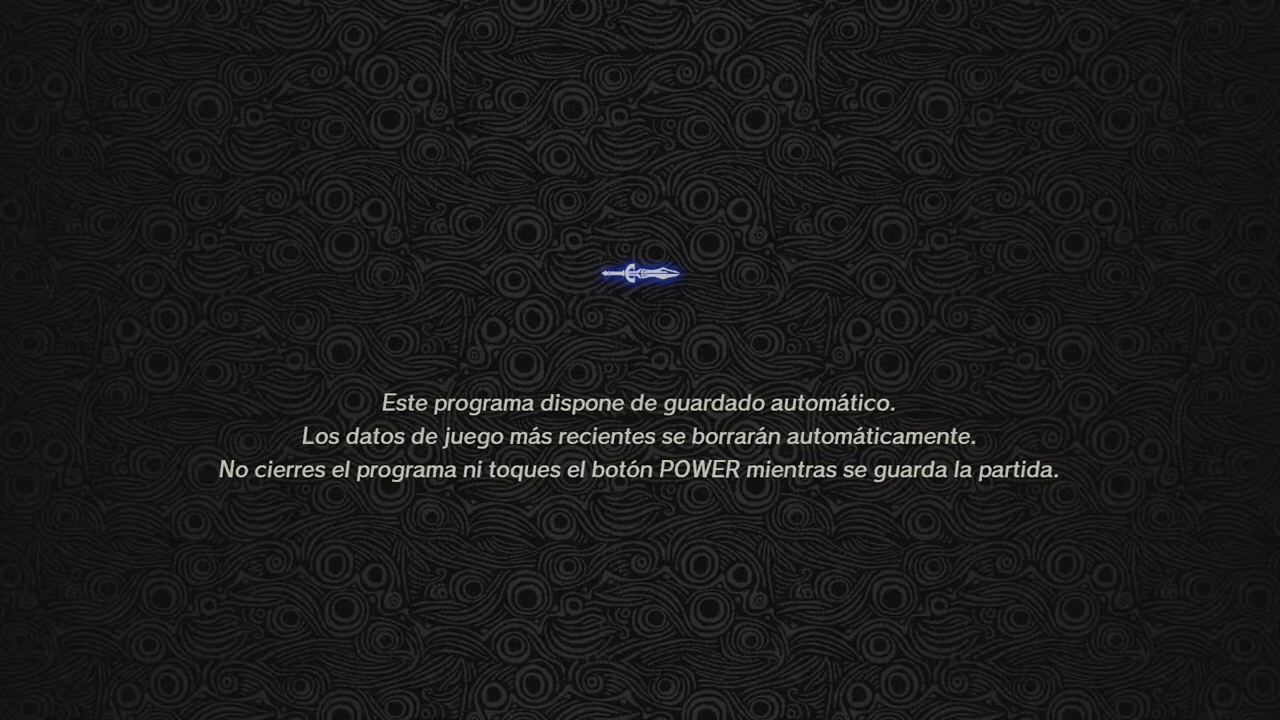 Este programa dispone de guardado automático.
Los datos de juego más recientes se borrarán automáticamente.
No cierres el programa ni toques el botón POWER mientras se guarda la partida.